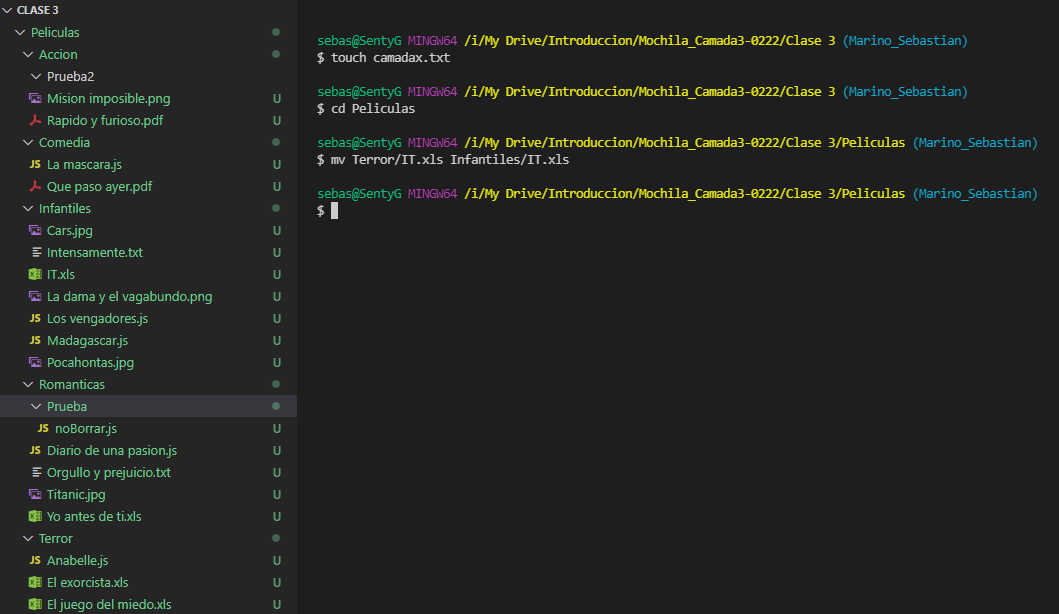 CLASE 3
Peliculas
Accion
Prueba2
Mision imposible.png U
Rapido y furioso.pdf U
Comedia
JS La mascara.js U
Que paso ayer.pdf U
Infantiles
Cars.jpg U
Intensamente.txt U
IT.xls U
La dama y el vagabundo.png U
JS Los vengadores.js U
JS Madagascar.js U
Pocahontas.jpg U
Romanticas
Prueba
JS noBorrar.js U
JS Diario de una pasion.js U
Orgullo y prejuicio.txt U
Titanic.jpg U
Yo antes de ti.xls U
Terror
JS Anabelle.js U
El exorcista.xls U
El juego del miedo.xls U
sebas@SentyG MINGW64 /i/My Drive/Introduccion/Mochila_Camada3-0222/Clase 3 (Marino_Sebastian)
$ touch camadax.txt
sebas@SentyG MINGW64 /i/My Drive/Introduccion/Mochila_Camada3-0222/Clase 3 (Marino_Sebastian)
$ cd Peliculas
sebas@SentyG MINGW64 /i/My Drive/Introduccion/Mochila_Camada3-0222/Clase 3/Peliculas (Marino_Sebastian)
$ mv Terror/IT.xls Infantiles/IT.xls
sebas@SentyG MINGW64 /i/My Drive/Introduccion/Mochila_Camada3-0222/Clase 3/Peliculas (Marino_Sebastian)
$